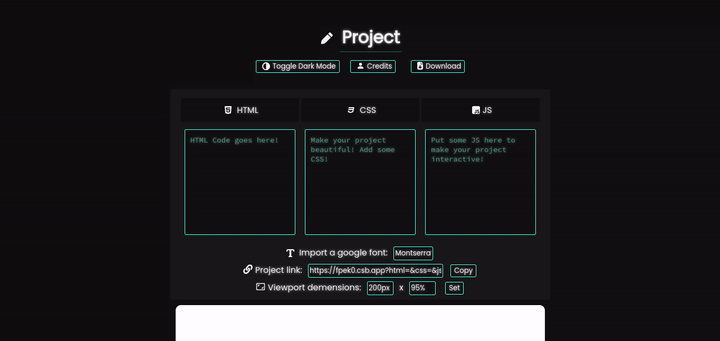 Project
Toggle Dark Mode Credits Download
HTML CSS JS
HTML Code goes here!
Make your project
beautiful! Add some
CSS!
Put some JS here to
make your project
interactive!
Import a google font: Montserra
Project link: https://fpek0.csb.app?html=&css=&js Copy
Viewport demensions: 200px x 95% Set